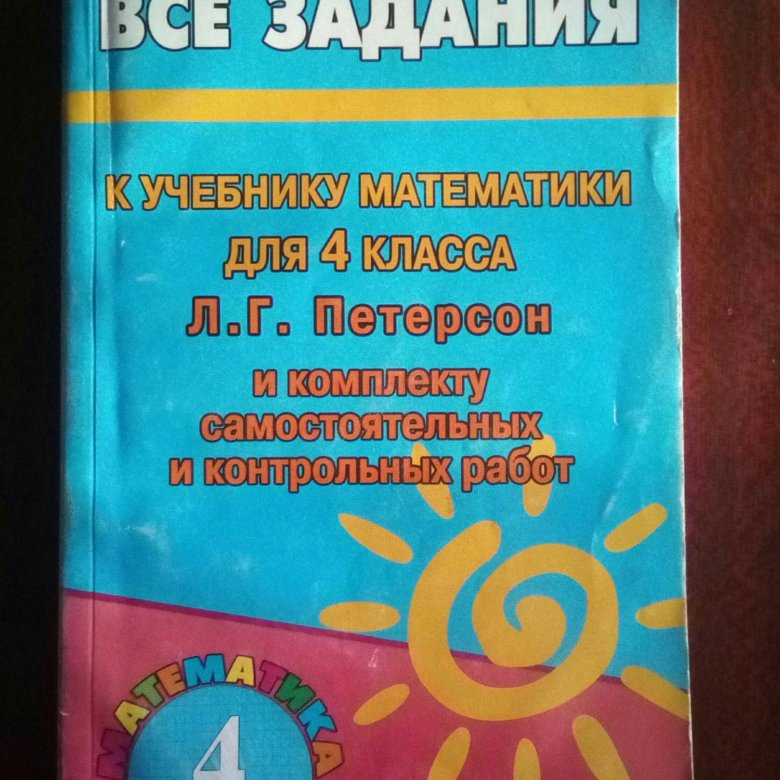 ВСЕ ЗАДАНИЯ
К УЧЕБНИКУ МАТЕМАТИКИ
ДЛЯ 4 КЛАССА
Л.Г. Петерсон
и комплекту
самостоятельных
и контрольных работ
МАТЕМАТИКА
4